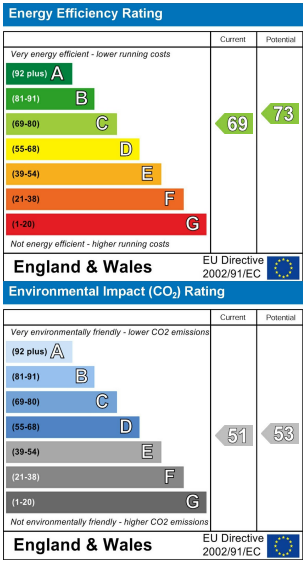 Energy Efficiency Rating
Current Potential
Very energy efficient - lower running costs
(92 plus) A
(81-91) B
(69-80) C
69 73
(55-68) D
(39-54) E
(21-38) F
(1-20) G
Not energy efficient - higher running costs
England & Wales
EU Directive
2002/91/EC
Environmental Impact (CO₂) Rating
Current Potential
Very environmentally friendly - lower CO2 emissions
(92 plus) A
(81-91) B
(69-80) C
(55-68) D
(39-54) E
51 53
(21-38) F
(1-20) G
Not environmentally friendly - higher CO2 emissions
England & Wales
EU Directive
2002/91/EC